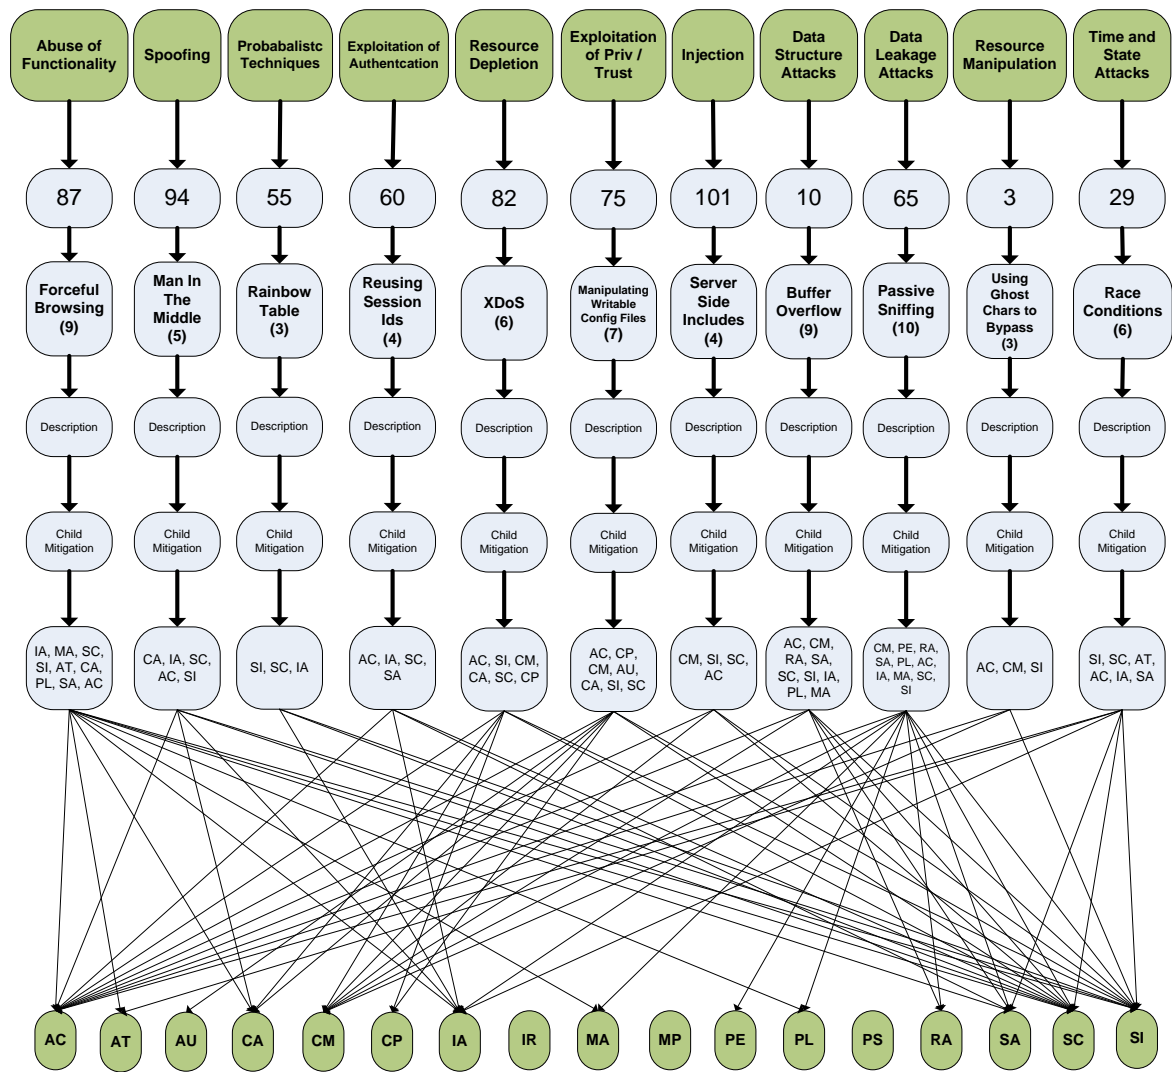 Abuse of
Functionality
Spoofing
Probabalistc
Techniques
Exploitation of
Authentcation
Resource
Depletion
Exploitation
of Priv /
Trust
Injection
Data
Structure
Attacks
Data
Leakage
Attacks
Resource
Manipulation
Time and
State
Attacks
87
94
55
60
82
75
101
10
65
3
29
Forceful
Browsing
(9)
Man In
The
Middle
(5)
Rainbow
Table
(3)
Reusing
Session
Ids
(4)
XDoS
(6)
Manipulating
Writable
Config Files
(7)
Server
Side
Includes
(4)
Buffer
Overflow
(9)
Passive
Sniffing
(10)
Using
Ghost
Chars to
Bypass
(3)
Race
Conditions
(6)
Description
Description
Description
Description
Description
Description
Description
Description
Description
Description
Description
Child
Mitigation
Child
Mitigation
Child
Mitigation
Child
Mitigation
Child
Mitigation
Child
Mitigation
Child
Mitigation
Child
Mitigation
Child
Mitigation
Child
Mitigation
Child
Mitigation
IA, MA, SC,
SI, AT, CA,
PL, SA, AC
CA, IA, SC,
AC, SI
SI, SC, IA
AC, IA, SC,
SA
AC, SI, CM,
CA, SC, CP
AC, CP,
CM, AU,
CA, SI, SC
CM, SI, SC,
AC
AC, CM,
RA, SA,
SC, SI, IA,
PL, MA
CM, PE, RA,
SA, PL, AC,
IA, MA, SC,
SI
AC, CM, SI
SI, SC, AT,
AC, IA, SA
AC
AT
AU
CA
CM
CP
IA
IR
MA
MP
PE
PL
PS
RA
SA
SC
SI